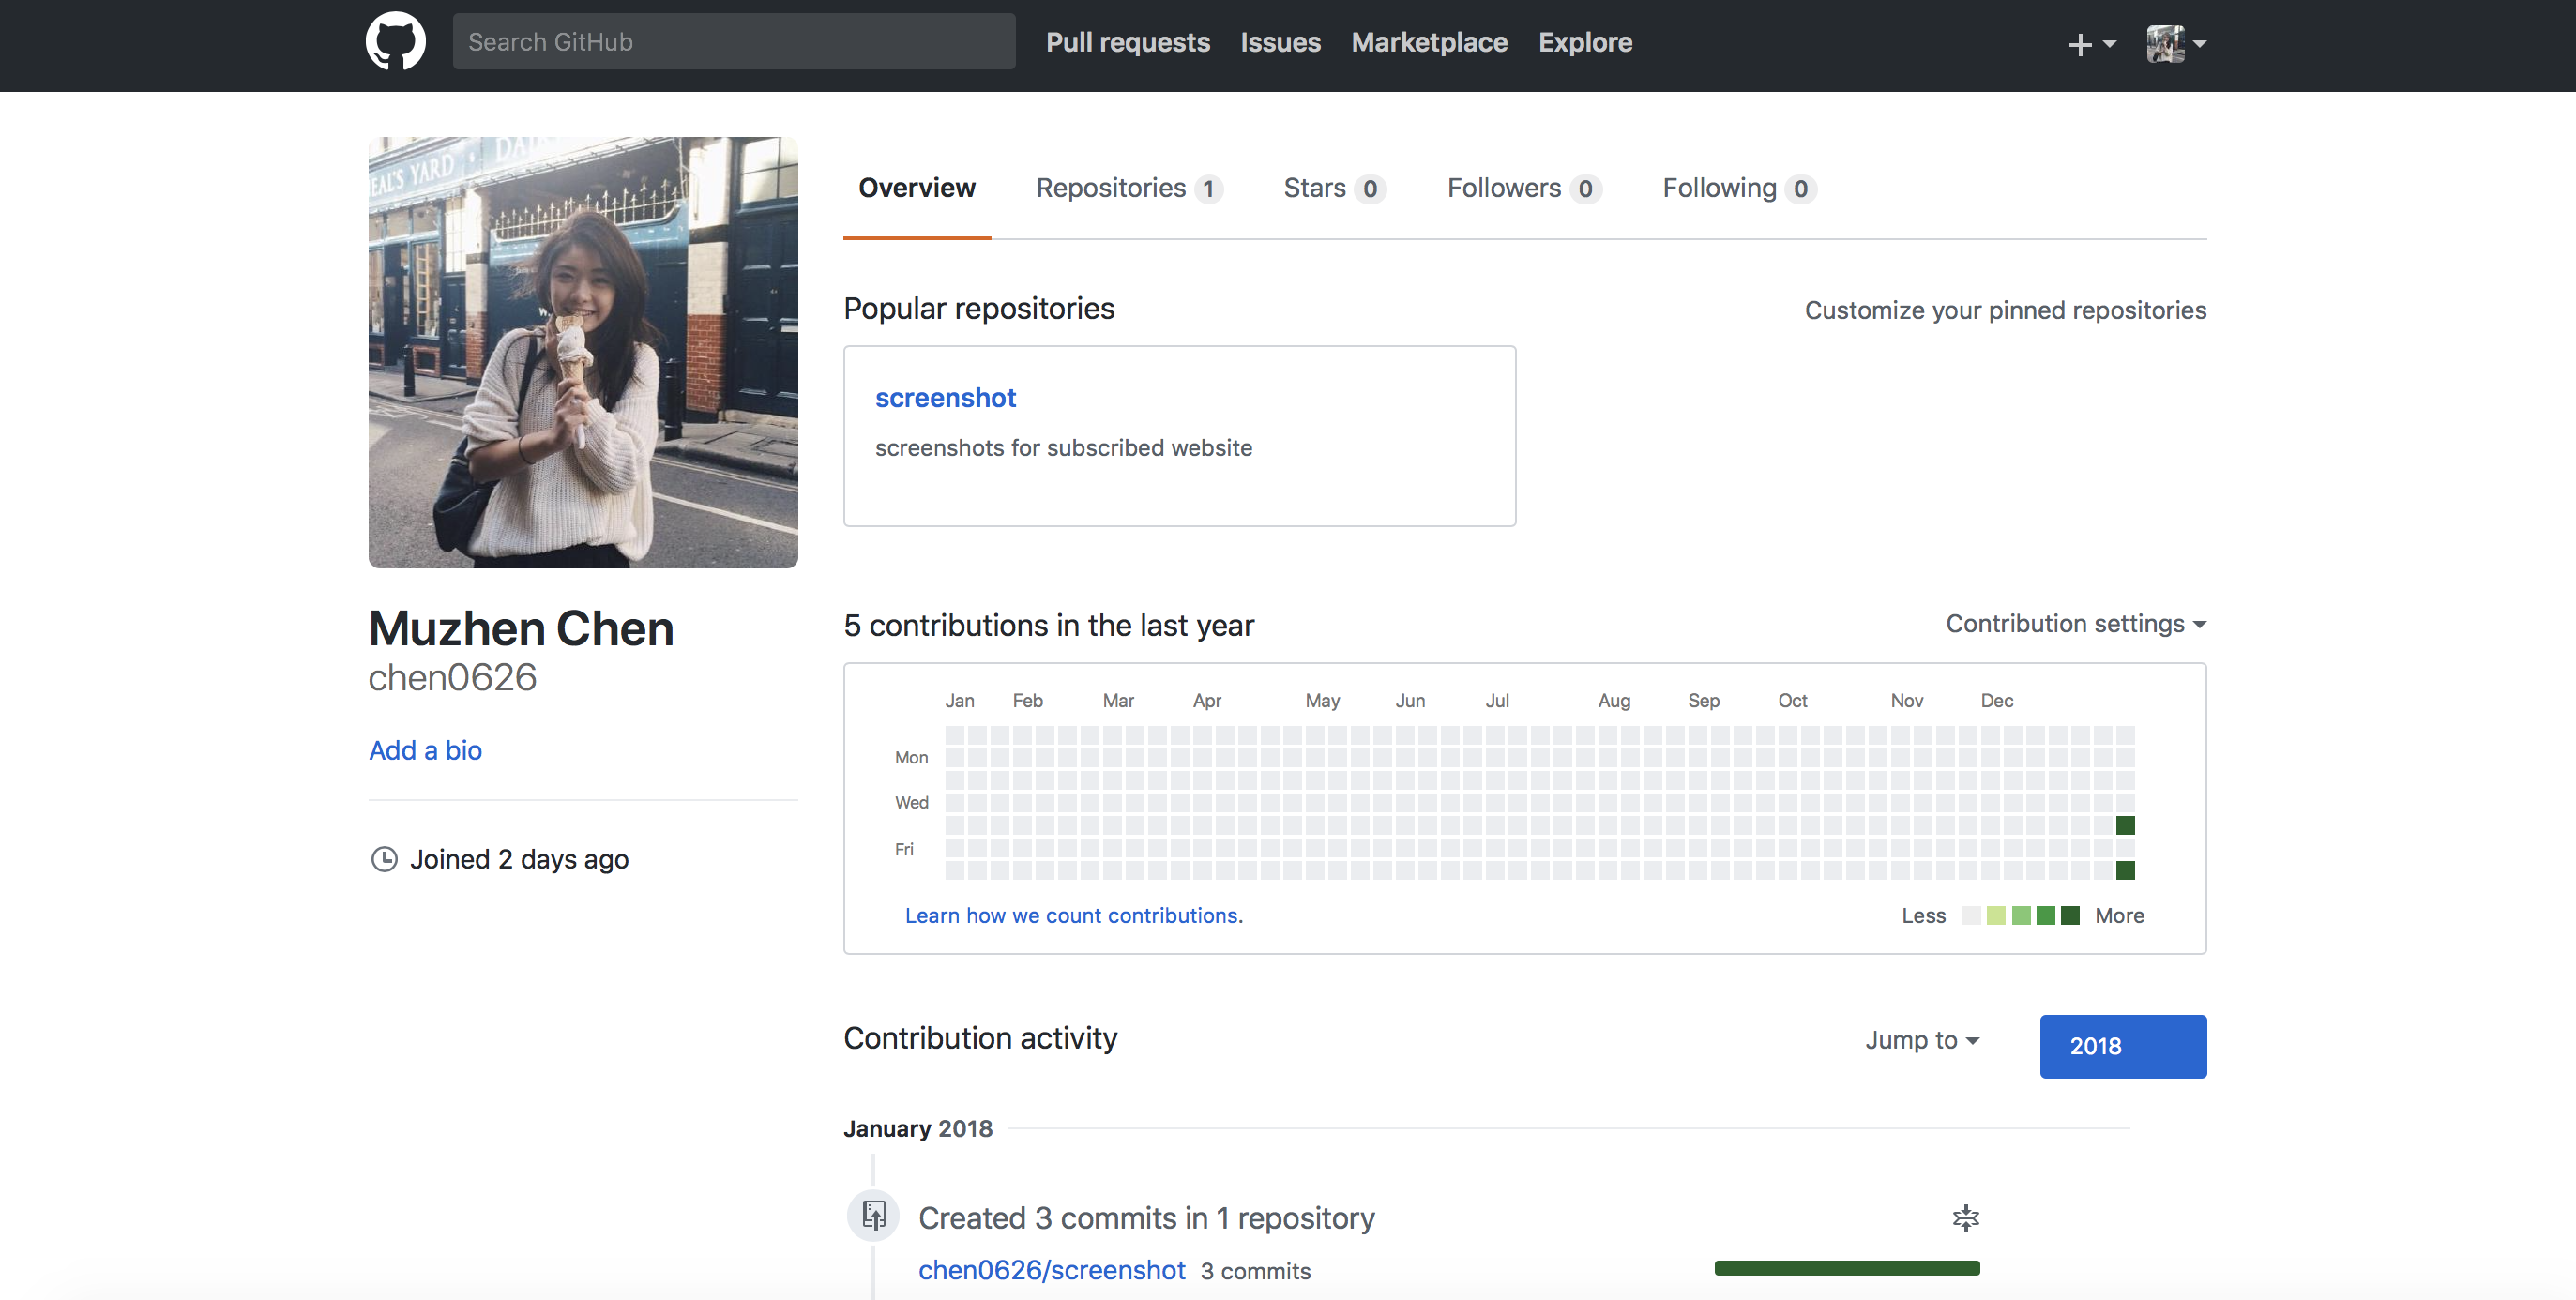 Search GitHub
Pull requests Issues Marketplace Explore
EAL'S YARD
Overview Repositories 1 Stars 0 Followers 0 Following 0
Popular repositories
Customize your pinned repositories
screenshot
screenshots for subscribed website
Muzhen Chen
chen0626
Add a bio
Joined 2 days ago
5 contributions in the last year
Contribution settings
Jan Feb Mar Apr May Jun Jul Aug Sep Oct Nov Dec
Mon
Wed
Fri
Learn how we count contributions.
Less More
Contribution activity
Jump to
2018
January 2018
Created 3 commits in 1 repository
chen0626/screenshot 3 commits